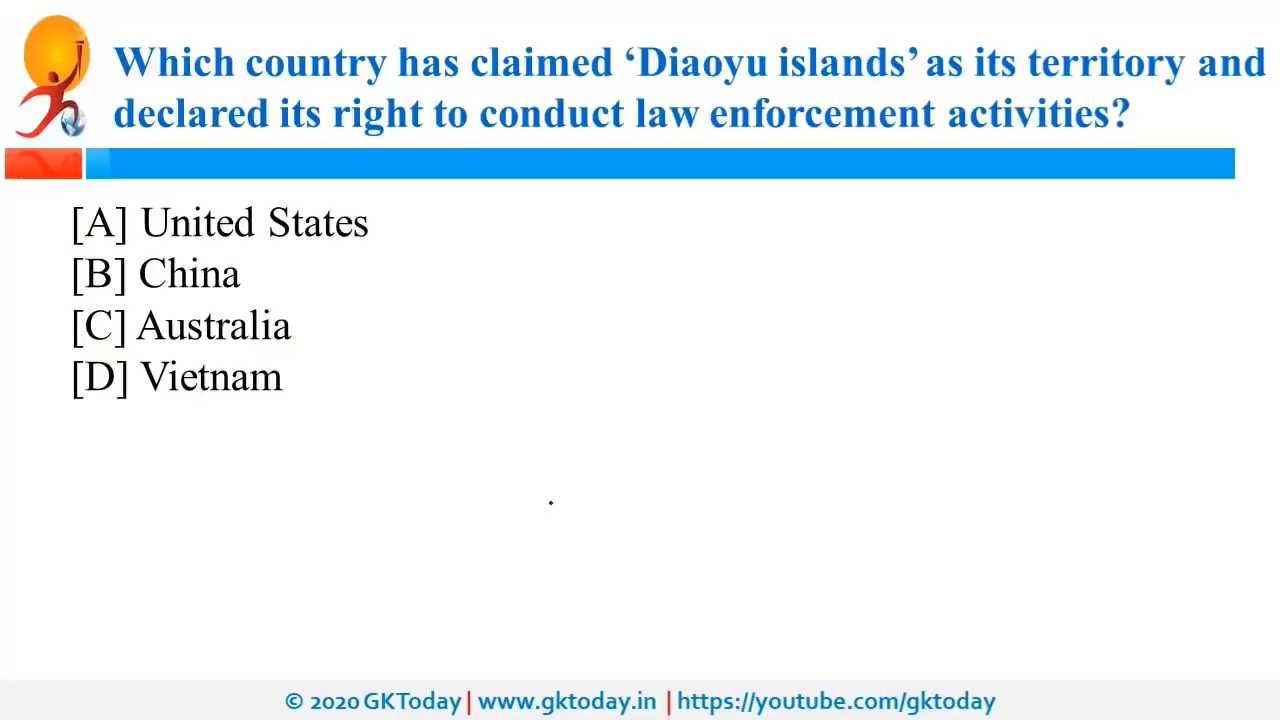 Which country has claimed ‘Diaoyu islands’ as its territory and
declared its right to conduct law enforcement activities?
[A] United States
[B] China
[C] Australia
[D] Vietnam
© 2020 GKToday | www.gktoday.in | https://youtube.com/gktoday